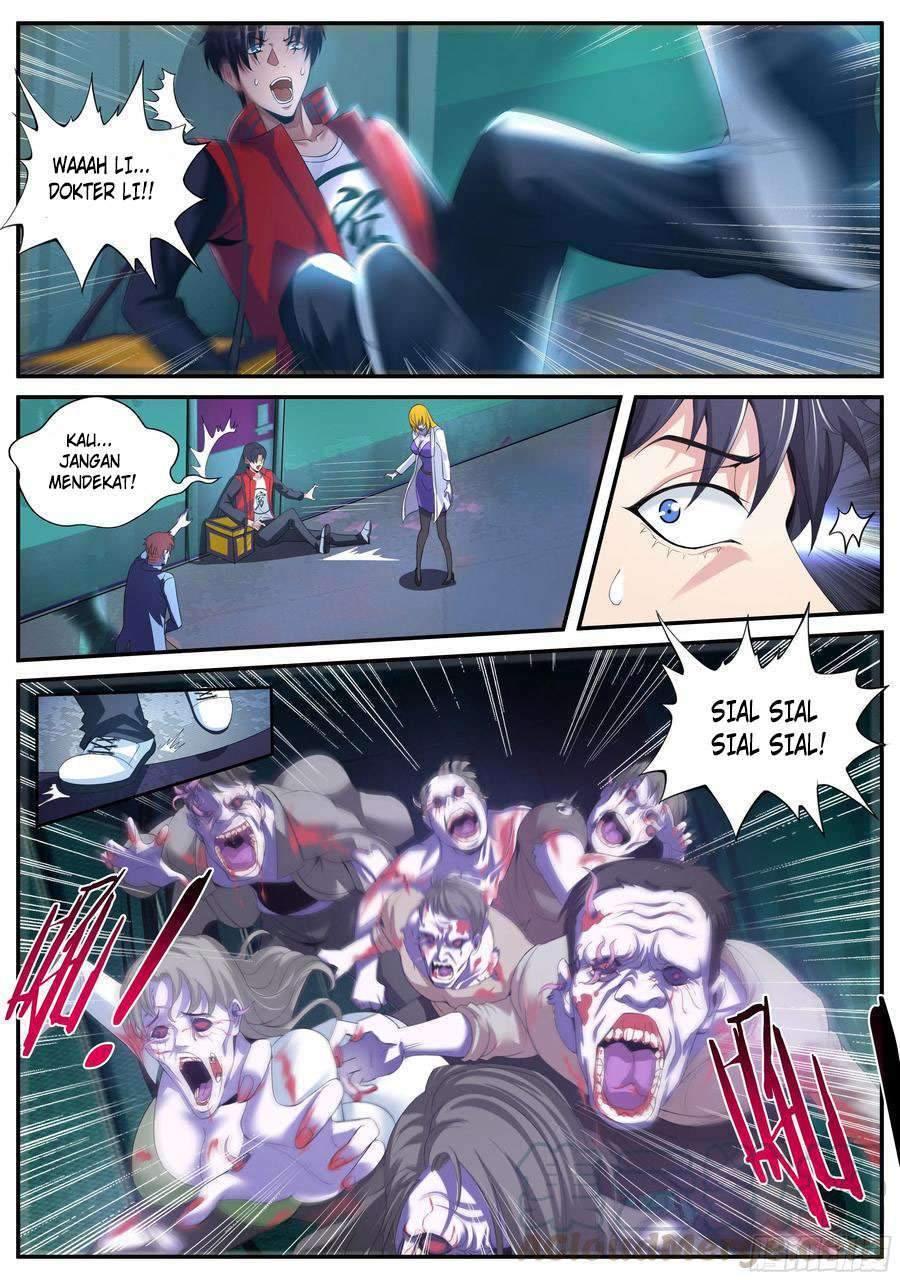 WAAAH LI...
DOKTER LI!!
KAU...
JANGAN
MENDEKAT!
SIAL SIAL
SIAL SIAL!